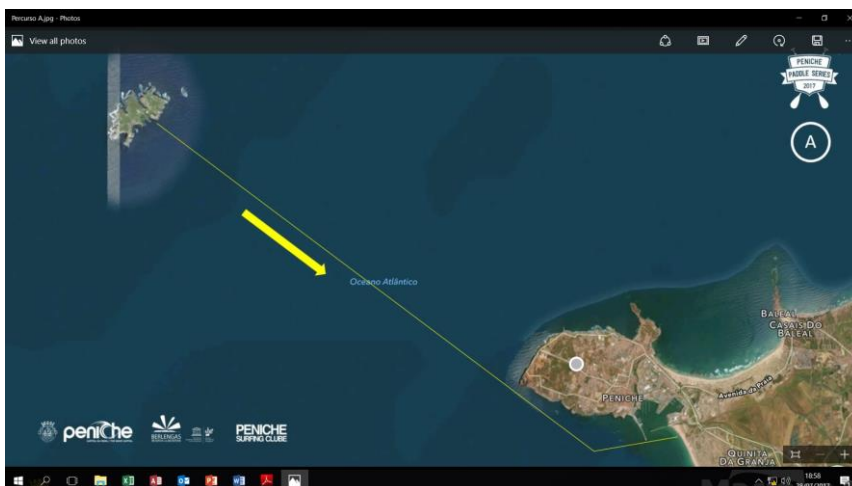 Percurso A.jpg - Photos
View all photos
PENICHE
PADDLE SERIES
2017
A
Oceano Atlântico
BALEAL
CASAIS DO
BALEAL
Avenida da Praia
PENICHE
QUINTA
DA GRANJA
peniche
BERLENGAS
PENICHE
SURFING CLUBE
18:58